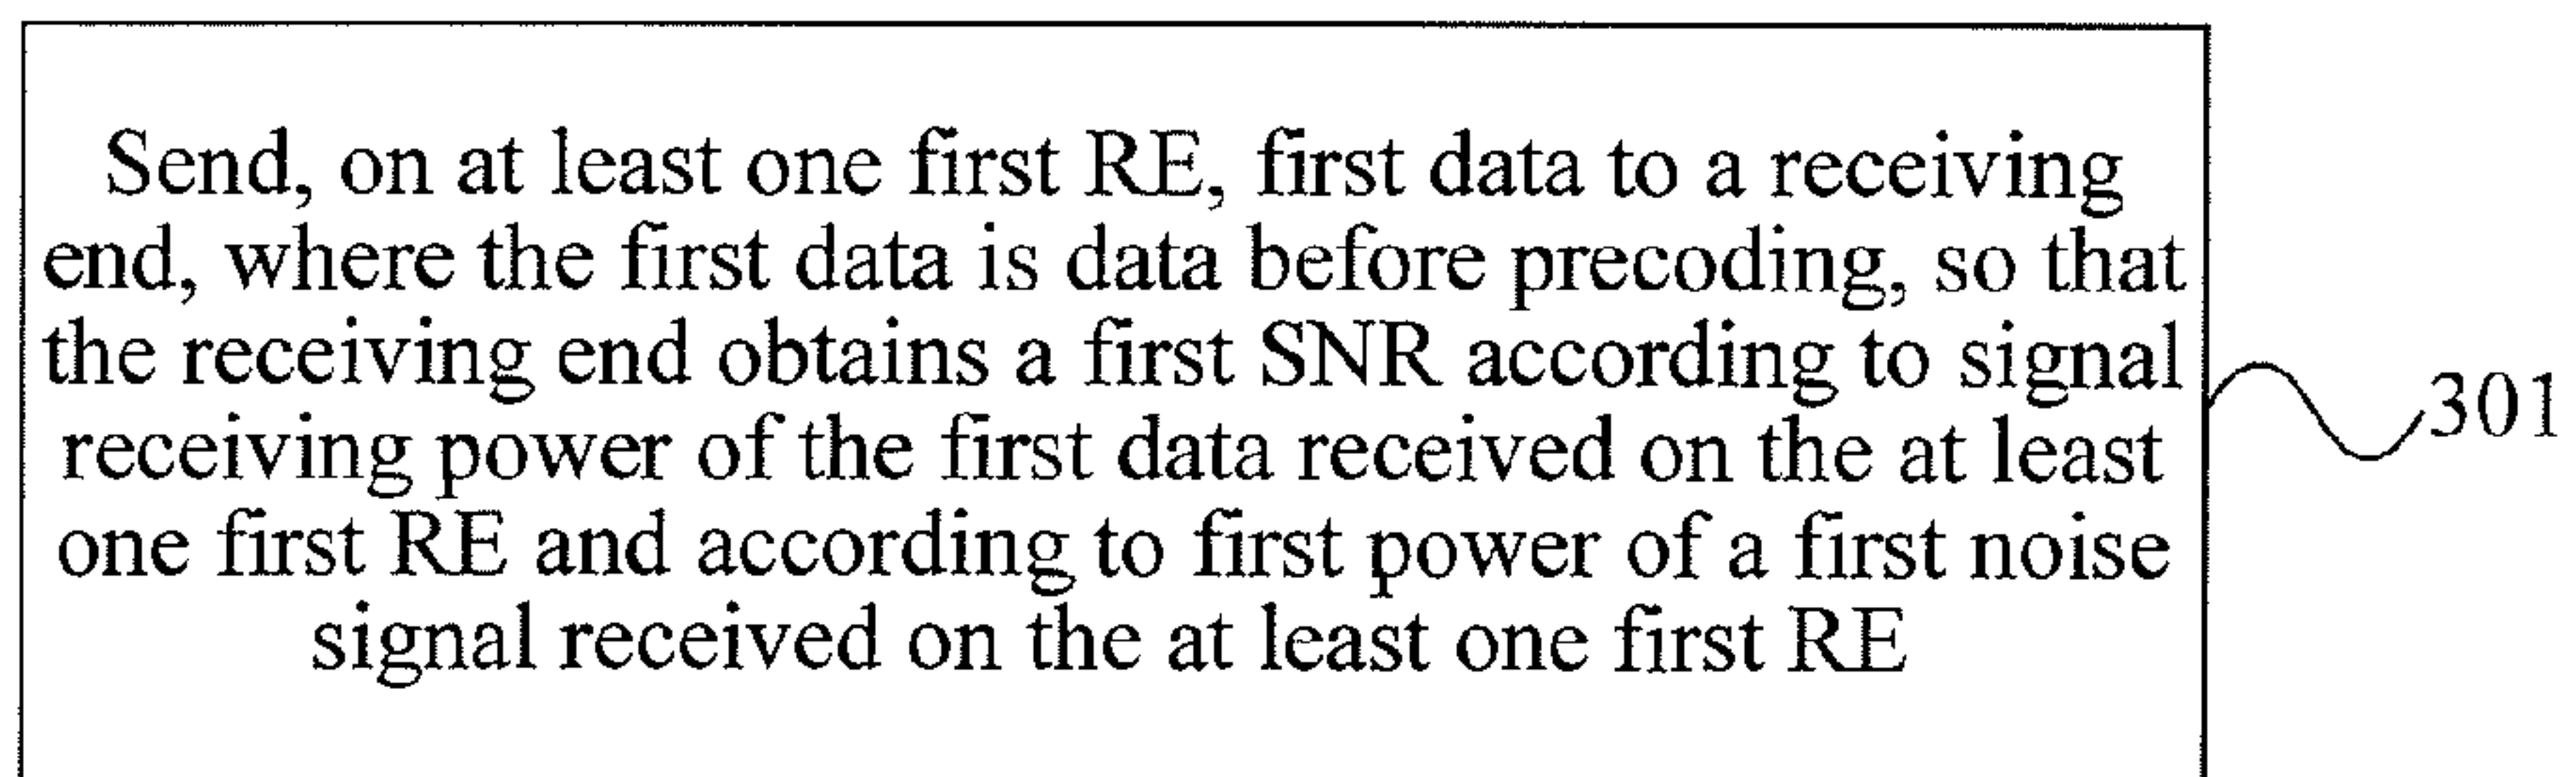 Send, on at least one first RE, first data to a receiving
end, where the first data is data before precoding, so that
the receiving end obtains a first SNR according to signal
receiving power of the first data received on the at least
one first RE and according to first power of a first noise
signal received on the at least one first RE
301